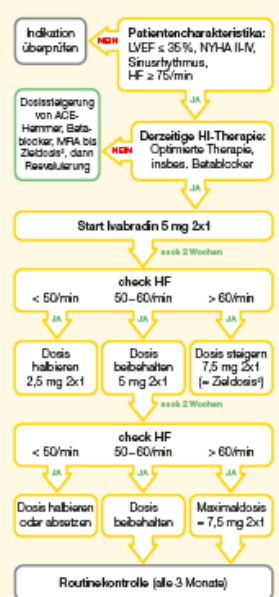 Indikation
überprüfen
NEIN
Patientencharakteristika:
LVEF ≤ 35%, NYHA II-IV,
Sinusrhythmus,
HF ≥ 75/min
JA
Dosissteigerung
von ACE-
Hemmer, Beta-
blocker, MRA bis
Zieldosis², dann
Reevaluierung
NEIN
Derzeitige HI-Therapie:
Optimierte Therapie,
insbes. Betablocker
JA
Start Ivabradin 5 mg 2x1
nach 2 Wochen
check HF
< 50/min 50–60/min > 60/min
JA JA JA
Dosis
halbieren
2,5 mg 2x1
Dosis
beibehalten
5 mg 2x1
Dosis steigern
7,5 mg 2x1
(= Zieldosis²)
nach 2 Wochen
check HF
< 50/min 50–60/min > 60/min
JA JA JA
Dosis halbieren
oder absetzen
Dosis
beibehalten
Maximaldosis
= 7,5 mg 2x1
Routinekontrolle (alle 3 Monate)